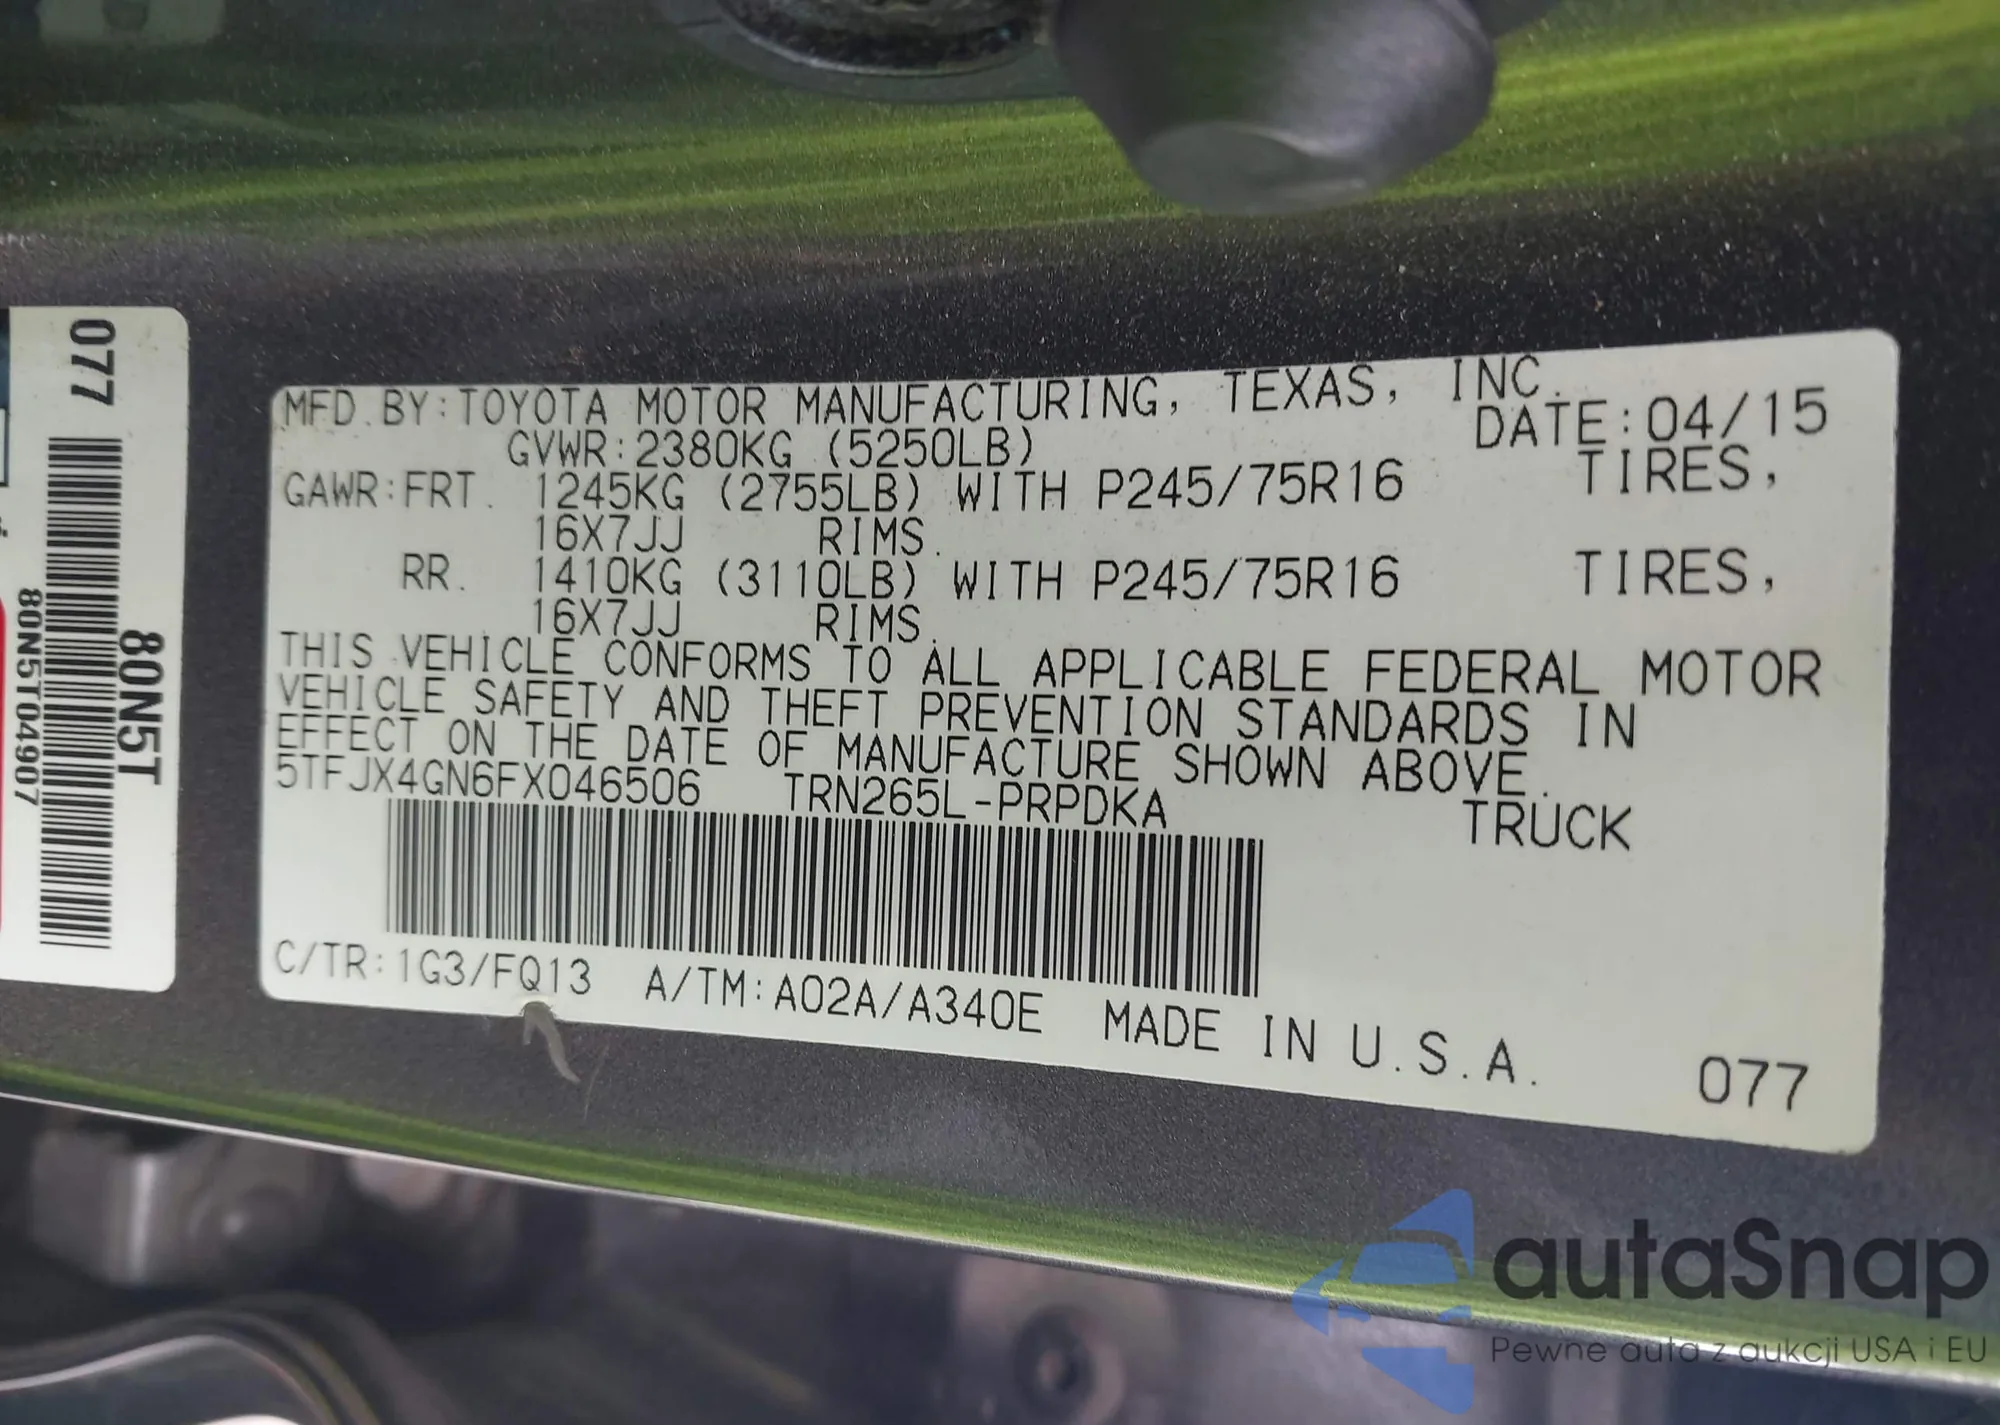 077
80N5T
80N5T04907
MFD.BY:TOYOTA MOTOR MANUFACTURING, TEXAS, INC.
DATE:04/15
GVWR:2380KG (5250LB)
GAWR:FRT. 1245KG (2755LB) WITH P245/75R16 TIRES,
16X7JJ RIMS.
RR. 1410KG (3110LB) WITH P245/75R16 TIRES,
16X7JJ RIMS.
THIS VEHICLE CONFORMS TO ALL APPLICABLE FEDERAL MOTOR
VEHICLE SAFETY AND THEFT PREVENTION STANDARDS IN
EFFECT ON THE DATE OF MANUFACTURE SHOWN ABOVE.
5TFJX4GN6FX046506 TRN265L-PRPDKA TRUCK
C/TR:1G3/FQ13 A/TM:A02A/A340E MADE IN U.S.A.
077
autaSnap
Pewne auta z aukcji USA i EU